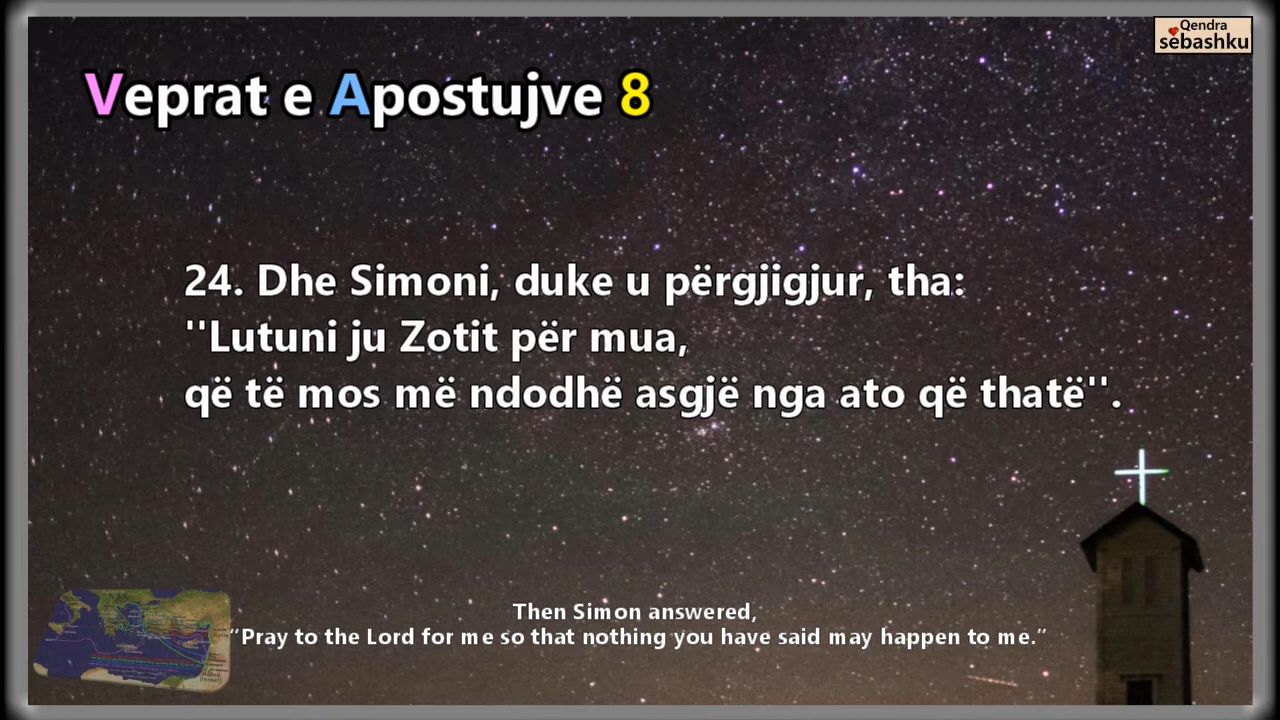 Qendra
sëbashku
Veprat e Apostujve 8
24. Dhe Simoni, duke u përgjigjur, tha:
''Lutuni ju Zotit për mua,
që të mos më ndodhë asgjë nga ato që thatë''.
Then Simon answered,
“Pray to the Lord for me so that nothing you have said may happen to me.”